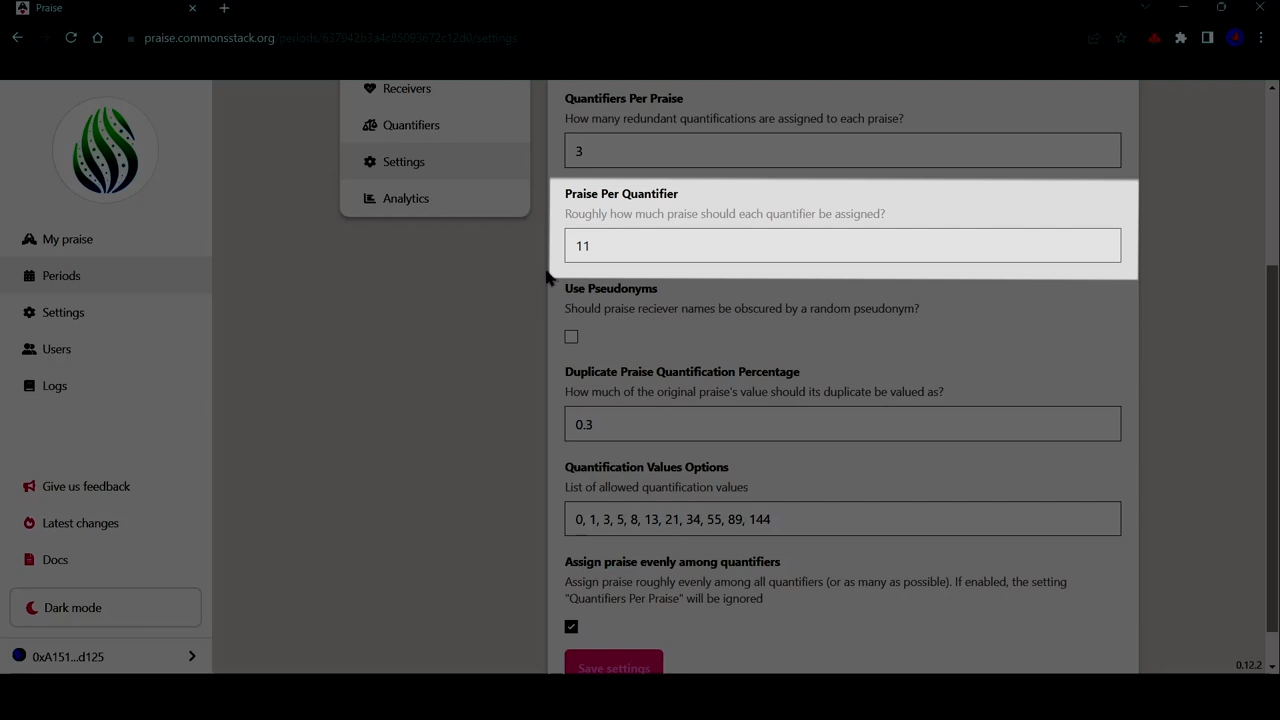 Praise
praise.commonsstack.org/periods/637942b3a4c85093672c12d0/settings
Receivers
Quantifiers
Settings
Analytics
My praise
Periods
Settings
Users
Logs
Give us feedback
Latest changes
Docs
Dark mode
0xA151...d125
Quantifiers Per Praise
How many redundant quantifications are assigned to each praise?
3
Praise Per Quantifier
Roughly how much praise should each quantifier be assigned?
11
Use Pseudonyms
Should praise reciever names be obscured by a random pseudonym?
Duplicate Praise Quantification Percentage
How much of the original praise's value should its duplicate be valued as?
0.3
Quantification Values Options
List of allowed quantification values
0, 1, 3, 5, 8, 13, 21, 34, 55, 89, 144
Assign praise evenly among quantifiers
Assign praise roughly evenly among all quantifiers (or as many as possible). If enabled, the setting
"Quantifiers Per Praise" will be ignored
Save settings
0.12.2